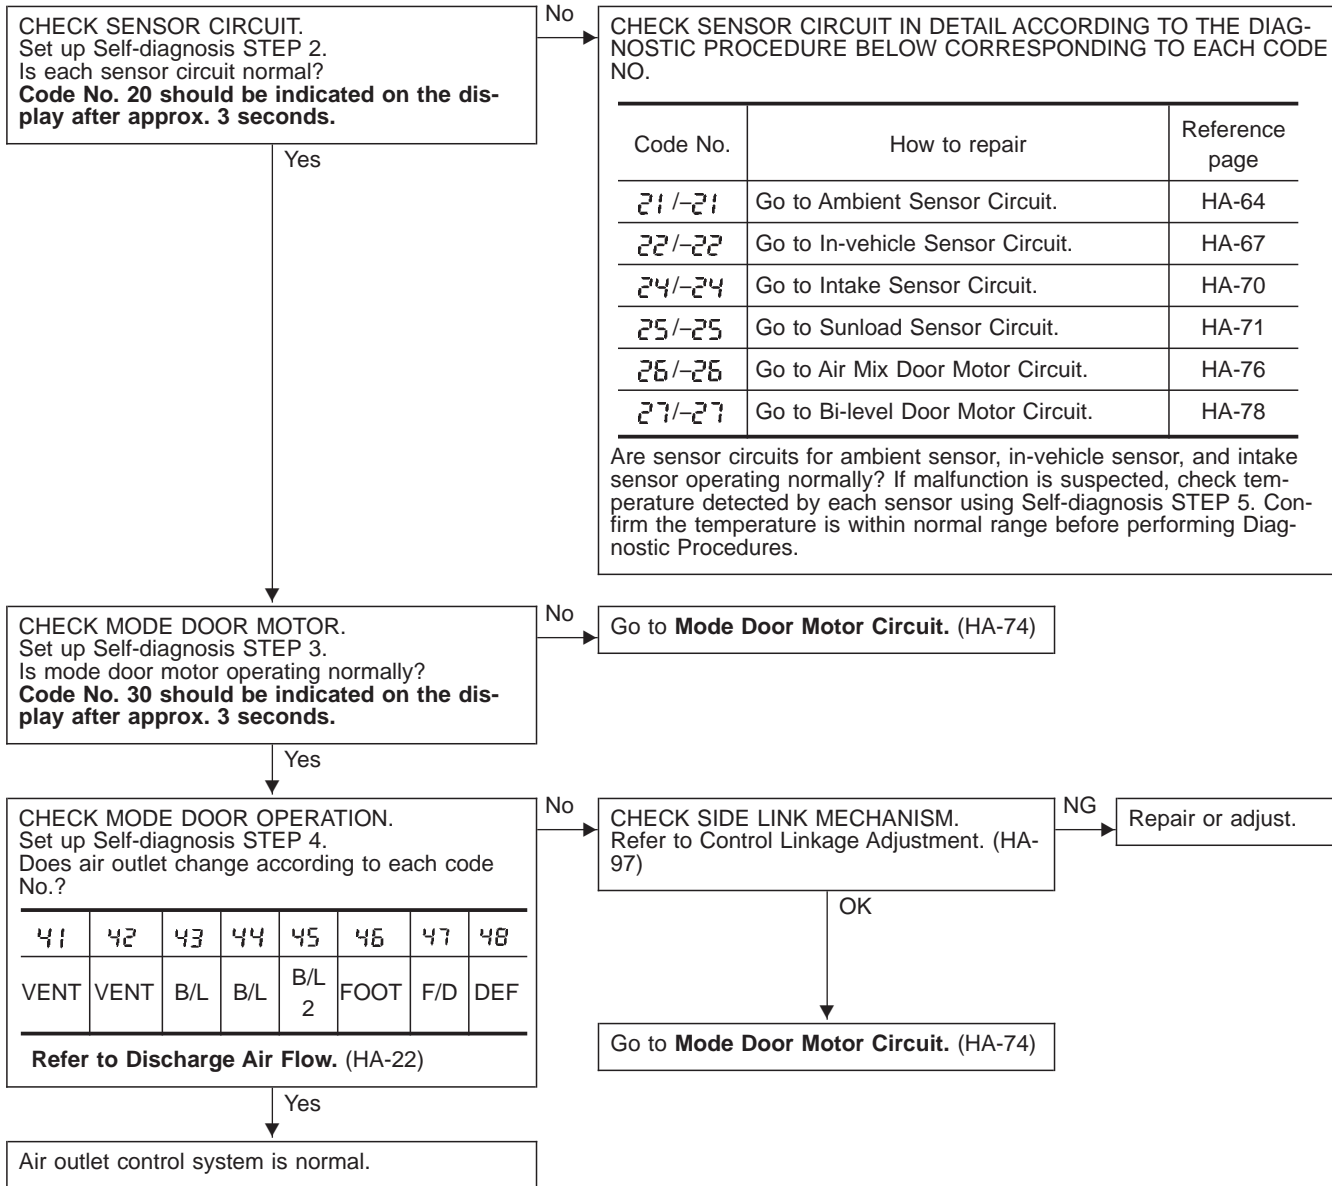 CHECK SENSOR CIRCUIT.
Set up Self-diagnosis STEP 2.
Is each sensor circuit normal?
Code No. 20 should be indicated on the dis-
play after approx. 3 seconds.
No
CHECK SENSOR CIRCUIT IN DETAIL ACCORDING TO THE DIAG-
NOSTIC PROCEDURE BELOW CORRESPONDING TO EACH CODE
NO.
Code No. How to repair Reference
page
21/–21 Go to Ambient Sensor Circuit. HA-64
22/–22 Go to In-vehicle Sensor Circuit. HA-67
24/–24 Go to Intake Sensor Circuit. HA-70
25/–25 Go to Sunload Sensor Circuit. HA-71
26/–26 Go to Air Mix Door Motor Circuit. HA-76
27/–27 Go to Bi-level Door Motor Circuit. HA-78
Are sensor circuits for ambient sensor, in-vehicle sensor, and intake
sensor operating normally? If malfunction is suspected, check tem-
perature detected by each sensor using Self-diagnosis STEP 5. Con-
firm the temperature is within normal range before performing Diag-
nostic Procedures.
Yes
CHECK MODE DOOR MOTOR.
Set up Self-diagnosis STEP 3.
Is mode door motor operating normally?
Code No. 30 should be indicated on the dis-
play after approx. 3 seconds.
No
Go to Mode Door Motor Circuit. (HA-74)
Yes
CHECK MODE DOOR OPERATION.
Set up Self-diagnosis STEP 4.
Does air outlet change according to each code
No.?
41 42 43 44 45 46 47 48
VENT VENT B/L B/L B/L 2 FOOT F/D DEF
Refer to Discharge Air Flow. (HA-22)
No
CHECK SIDE LINK MECHANISM.
Refer to Control Linkage Adjustment. (HA-
97)
NG
Repair or adjust.
OK
Go to Mode Door Motor Circuit. (HA-74)
Yes
Air outlet control system is normal.